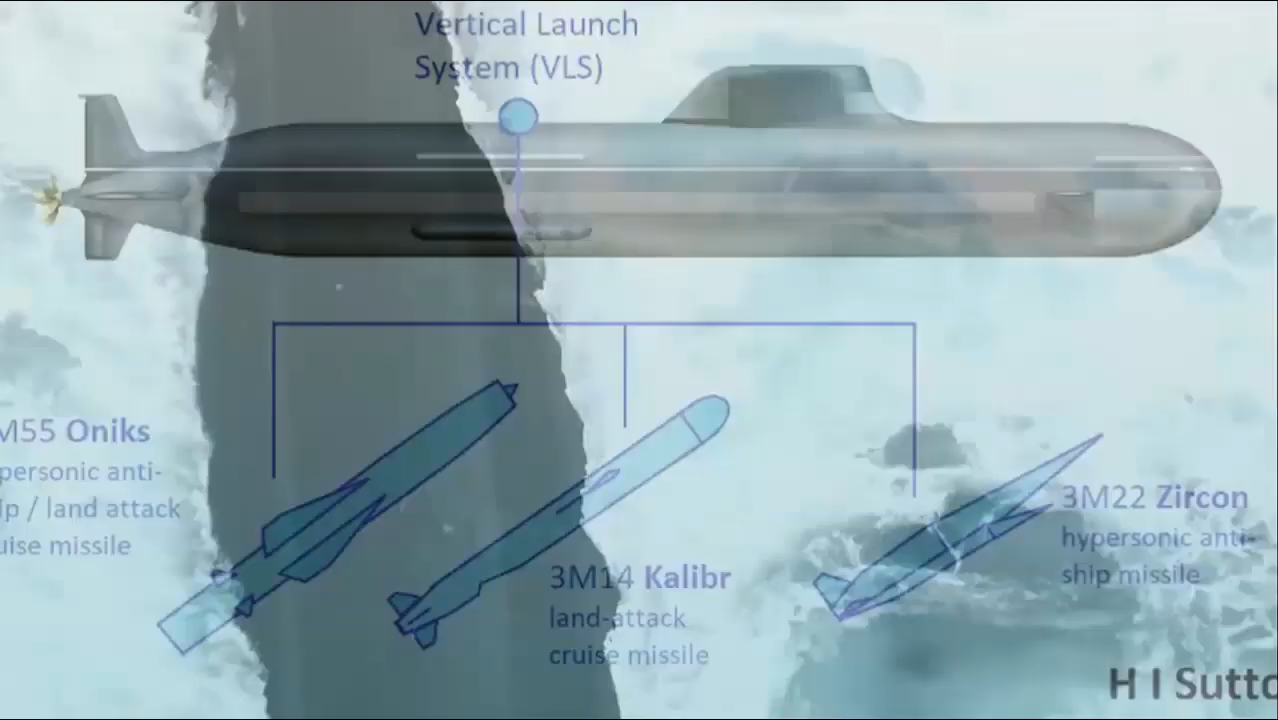 Vertical Launch
System (VLS)
M55 Oniks
personic anti-
ip / land attack
uise missile
3M14 Kalibr
land-attack
cruise missile
3M22 Zircon
hypersonic anti-
ship missile
H I Sutto